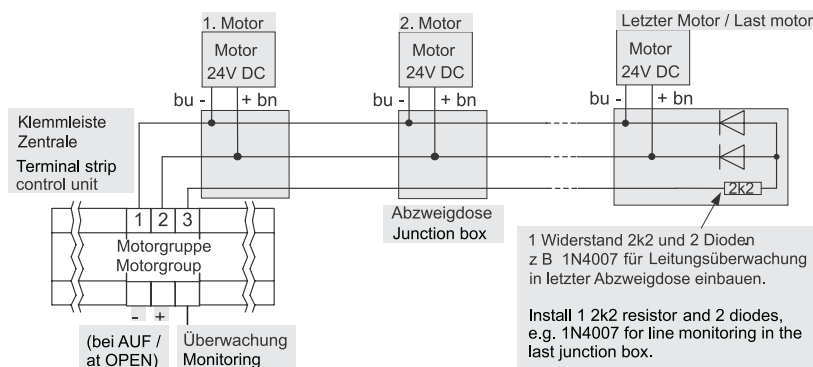 1. Motor
2. Motor
Letzter Motor / Last motor
Motor
24V DC
Motor
24V DC
Motor
24V DC
bu -
+ bn
bu -
+ bn
bu -
+ bn
Klemmleiste
Zentrale
Terminal strip
control unit
2k2
1 2 3
Motorgruppe
Motorgroup
Abzweigdose
Junction box
- +
(bei AUF /
at OPEN)
Überwachung
Monitoring
1 Widerstand 2k2 und 2 Dioden
z B 1N4007 für Leitungsüberwachung
in letzter Abzweigdose einbauen.
Install 1 2k2 resistor and 2 diodes,
e.g. 1N4007 for line monitoring in the
last junction box.